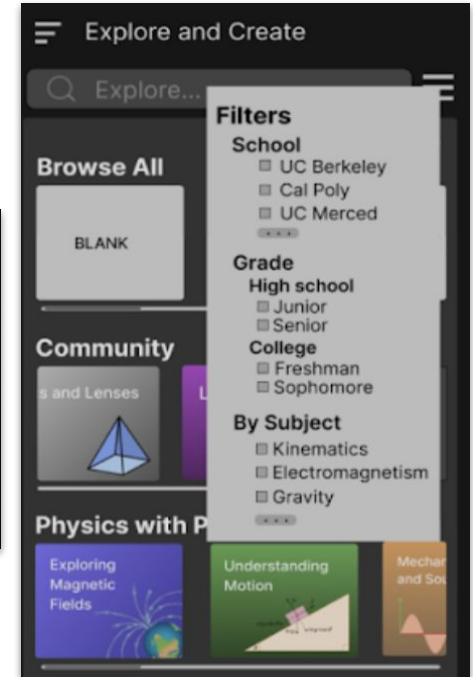 Explore and Create
Explore...
Filters
School
UC Berkeley
Cal Poly
UC Merced
...
Browse All
BLANK
Grade
High school
Junior
Senior
College
Freshman
Sophomore
Community
s and Lenses
L
By Subject
Kinematics
Electromagnetism
Gravity
...
Physics with P
Exploring
Magnetic
Fields
Understanding
Motion
Mechan
and Sou